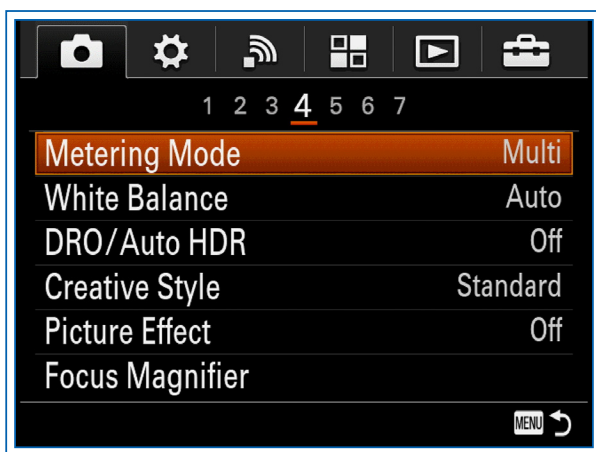 1 2 3 4 5 6 7
Metering Mode Multi
White Balance Auto
DRO/Auto HDR Off
Creative Style Standard
Picture Effect Off
Focus Magnifier
MENU